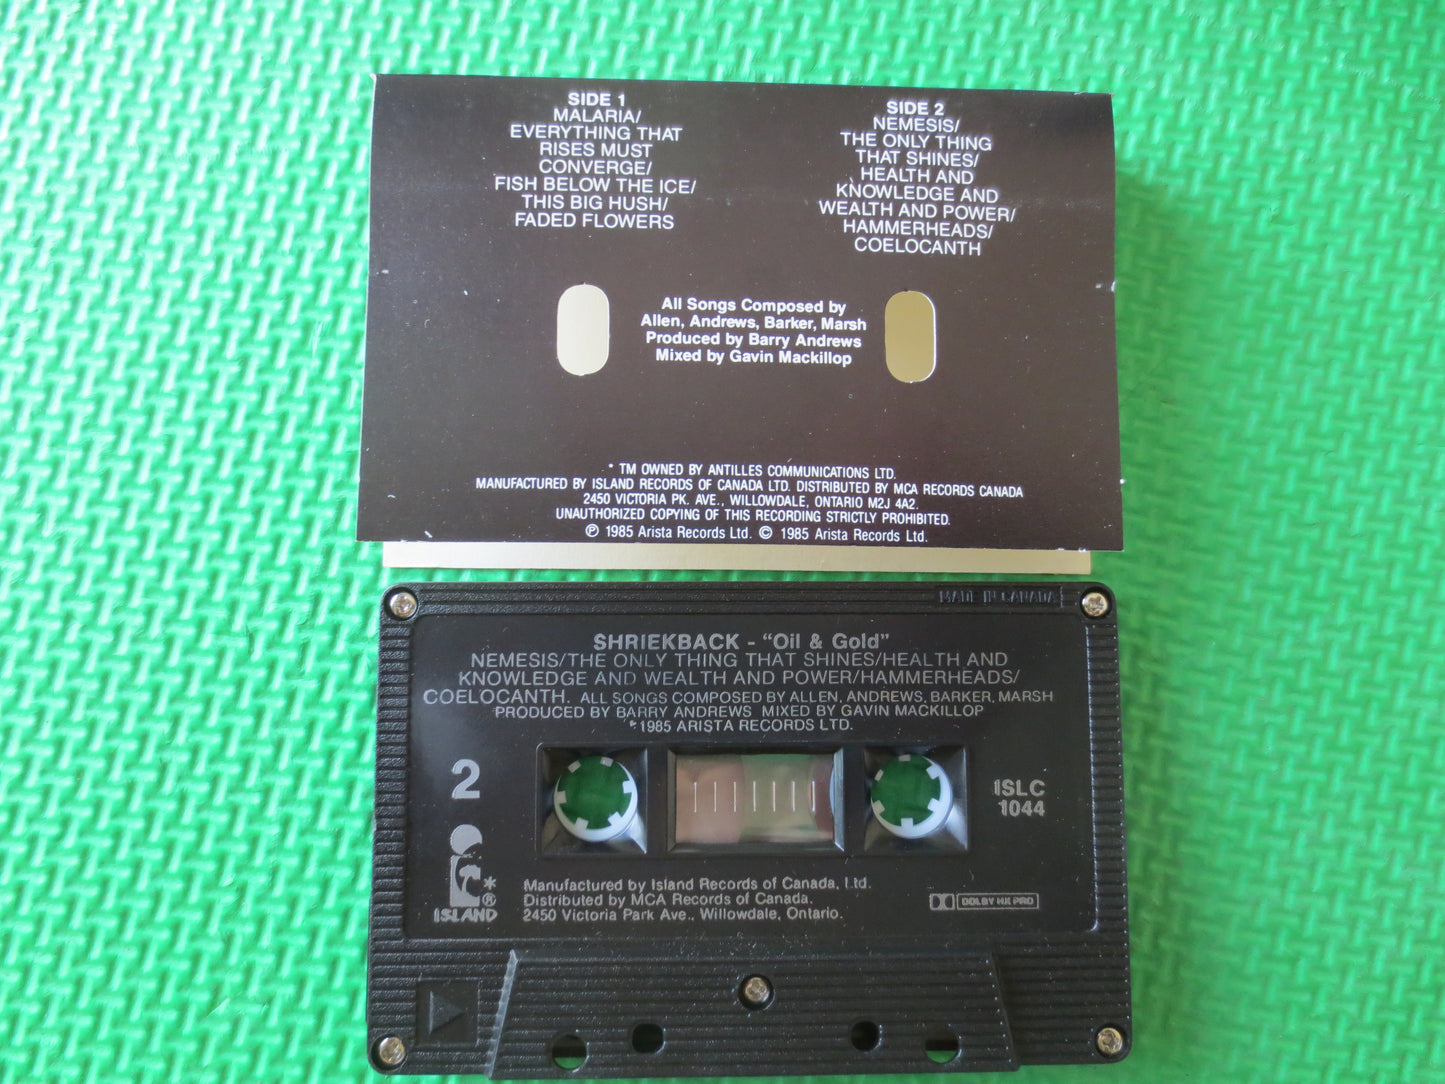 SIDE 1
MALARIA/
EVERYTHING THAT
RISES MUST
CONVERGE/
FISH BELOW THE ICE/
THIS BIG HUSH/
FADED FLOWERS
SIDE 2
NEMESIS/
THE ONLY THING
THAT SHINES/
HEALTH AND
KNOWLEDGE AND
WEALTH AND POWER/
HAMMERHEADS/
COELOCANTH
All Songs Composed by
Allen, Andrews, Barker, Marsh
Produced by Barry Andrews
Mixed by Gavin Mackillop
* TM OWNED BY ANTILLES COMMUNICATIONS LTD.
MANUFACTURED BY ISLAND RECORDS OF CANADA LTD. DISTRIBUTED BY MCA RECORDS CANADA
2450 VICTORIA PK. AVE., WILLOWDALE, ONTARIO M2J 4A2.
UNAUTHORIZED COPYING OF THIS RECORDING STRICTLY PROHIBITED.
℗ 1985 Arista Records Ltd. © 1985 Arista Records Ltd.
MADE IN CANADA
SHRIEKBACK - "Oil & Gold"
NEMESIS/THE ONLY THING THAT SHINES/HEALTH AND
KNOWLEDGE AND WEALTH AND POWER/HAMMERHEADS/
COELOCANTH. ALL SONGS COMPOSED BY ALLEN, ANDREWS, BARKER, MARSH
PRODUCED BY BARRY ANDREWS MIXED BY GAVIN MACKILLOP
*1985 ARISTA RECORDS LTD.
2
ISLC
1044
*
®
ISLAND
Manufactured by Island Records of Canada, Ltd.
Distributed by MCA Records of Canada.
2450 Victoria Park Ave., Willowdale, Ontario.
DOLBY HX PRO